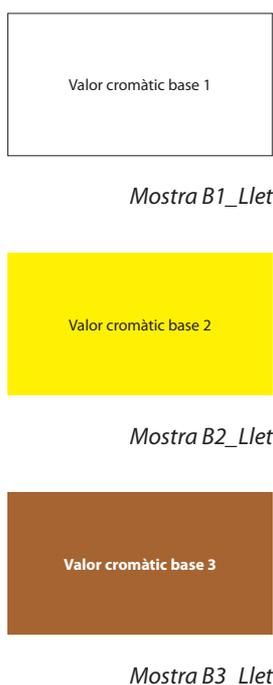 Valor cromàtic base 1
Mostra B1_Llet
Valor cromàtic base 2
Mostra B2_Llet
Valor cromàtic base 3
Mostra B3_Llet